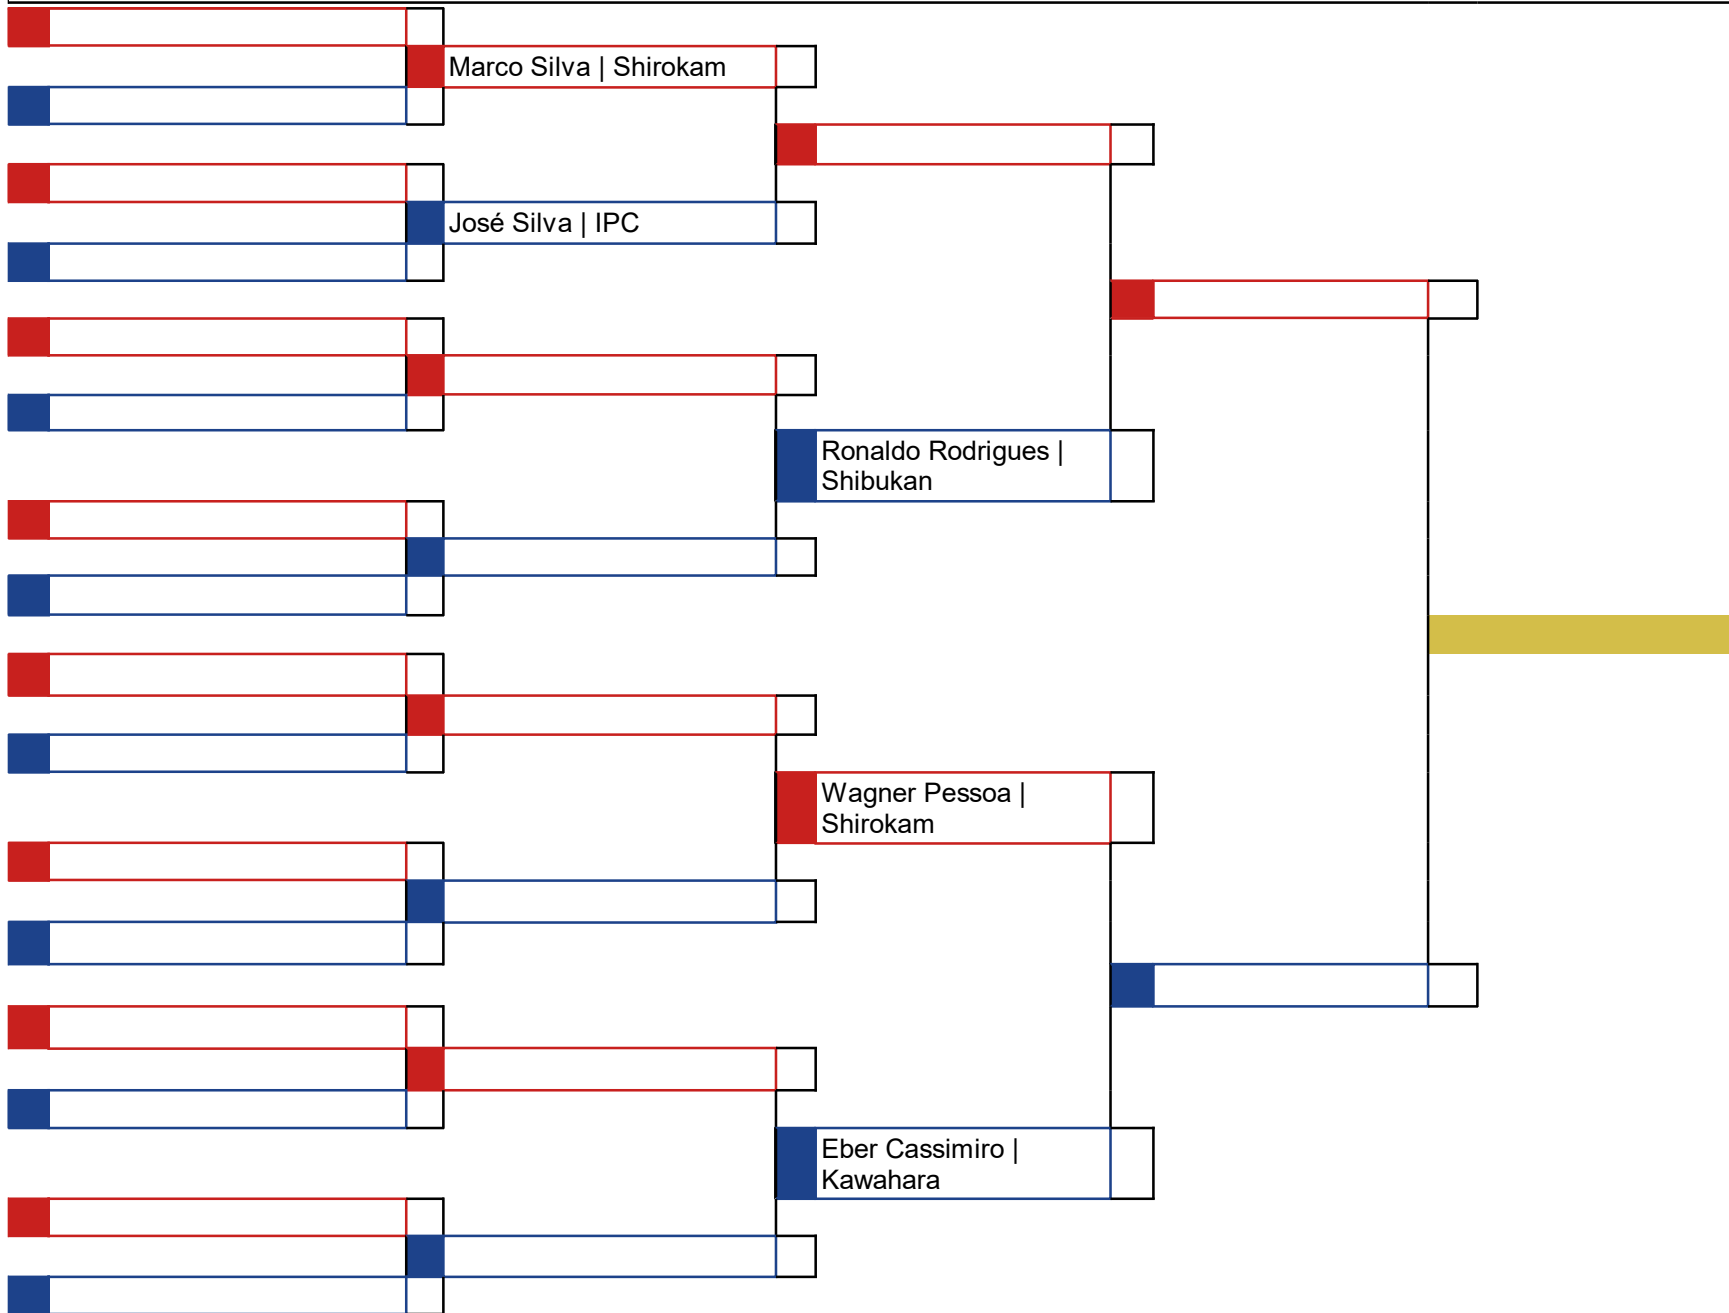 Marco Silva | Shirokam
José Silva | IPC
Ronaldo Rodrigues |
Shibukan
Wagner Pessoa |
Shirokam
Eber Cassimiro |
Kawahara